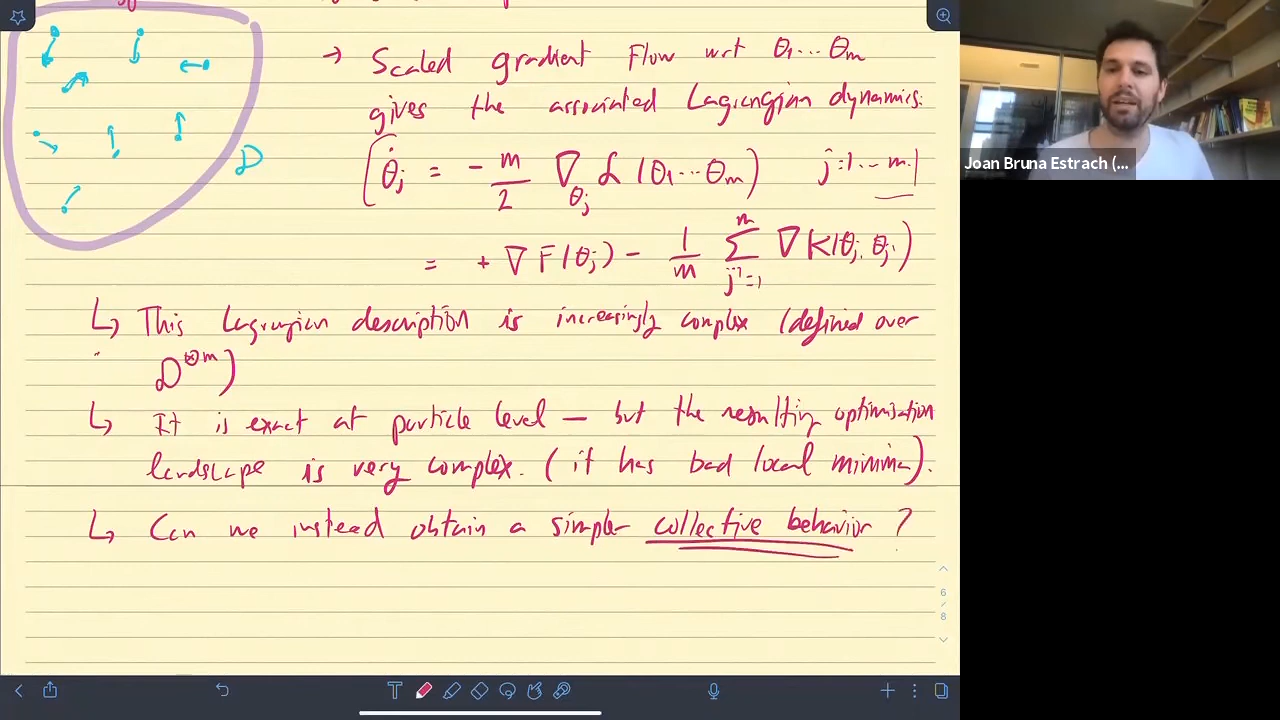 → Scaled gradient Flow wrt θ₁...θm
gives the associated Lagrangian dynamics:
θ̇j = - m/2 ∇θj L(θ₁...θm) j=1...m
= + ∇F(θj) - 1/m Σ_{j'=1}^{m} ∇K(θj, θj')
↳ This Lagrangian description is increasingly complex (defined over
D⊗m)
↳ It is exact at particle level — but the resulting optimisation
landscape is very complex. (it has bad local minima).
↳ Can we instead obtain a simpler collective behavior ?
D
Joan Bruna Estrach (...
6
/
8
T